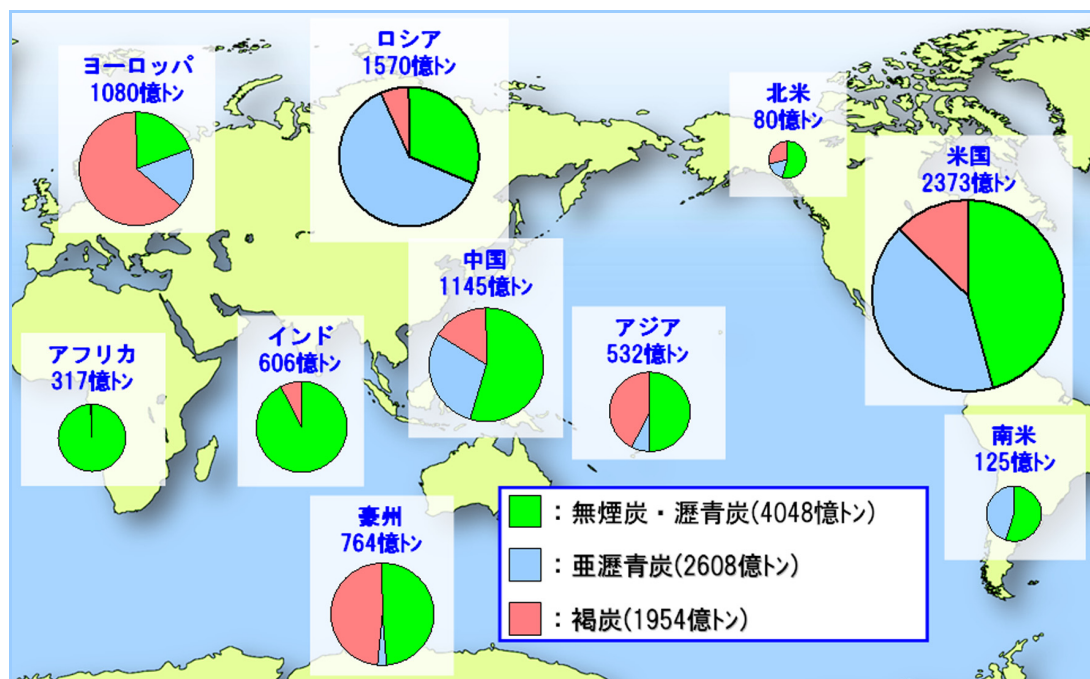 ヨーロッパ
1080億ﾄﾝ
ロシア
1570億ﾄﾝ
北米
80億ﾄﾝ
米国
2373億ﾄﾝ
中国
1145億ﾄﾝ
アフリカ
317億ﾄﾝ
インド
606億ﾄﾝ
アジア
532億ﾄﾝ
南米
125億ﾄﾝ
豪州
764億ﾄﾝ
：無煙炭・瀝青炭(4048億ﾄﾝ)
：亜瀝青炭(2608億ﾄﾝ)
：褐炭(1954億ﾄﾝ)